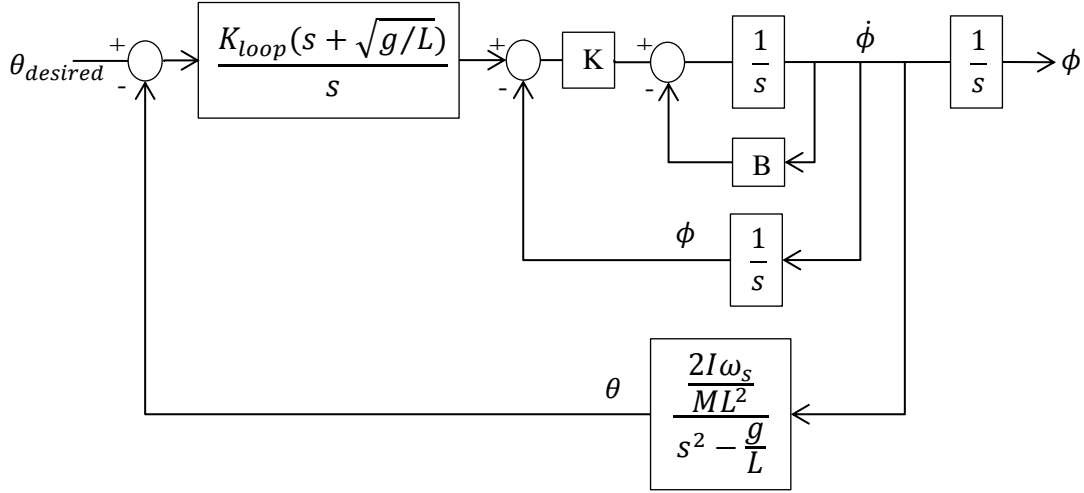 θ_desired
+
-
K_loop(s + √(g/L))
s
+
-
K
+
-
1
s
φ̇
1
s
ϕ
B
ϕ
1
s
θ
2Iω_s
ML²
s² − g
L